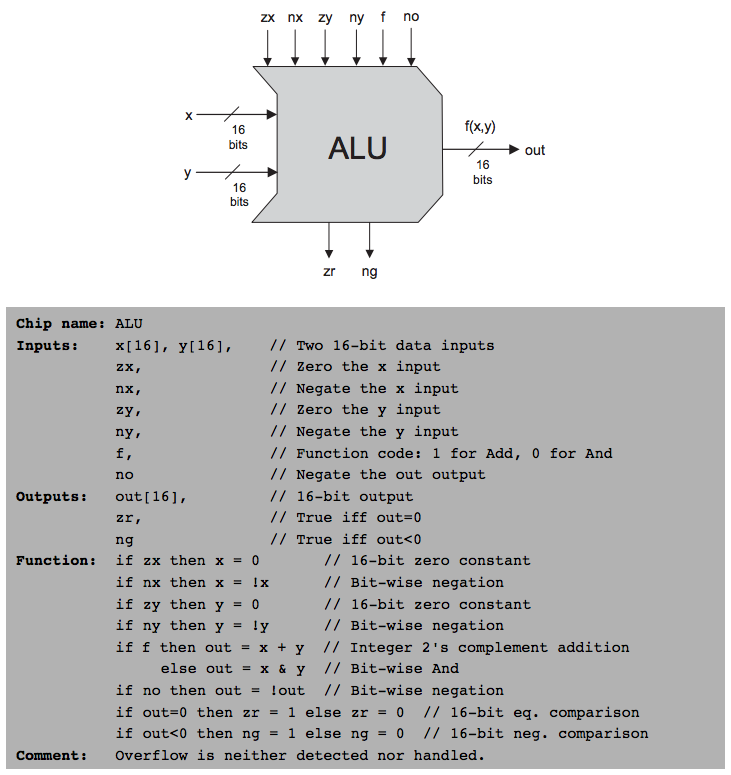 zx nx zy ny f no
x
16
bits
ALU
f(x,y)
out
16
bits
y
16
bits
zr ng
Chip name: ALU
Inputs: x[16], y[16], // Two 16-bit data inputs
zx, // Zero the x input
nx, // Negate the x input
zy, // Zero the y input
ny, // Negate the y input
f, // Function code: 1 for Add, 0 for And
no // Negate the out output
Outputs: out[16], // 16-bit output
zr, // True iff out=0
ng // True iff out<0
Function: if zx then x = 0 // 16-bit zero constant
if nx then x = !x // Bit-wise negation
if zy then y = 0 // 16-bit zero constant
if ny then y = !y // Bit-wise negation
if f then out = x + y // Integer 2's complement addition
else out = x & y // Bit-wise And
if no then out = !out // Bit-wise negation
if out=0 then zr = 1 else zr = 0 // 16-bit eq. comparison
if out<0 then ng = 1 else ng = 0 // 16-bit neg. comparison
Comment: Overflow is neither detected nor handled.